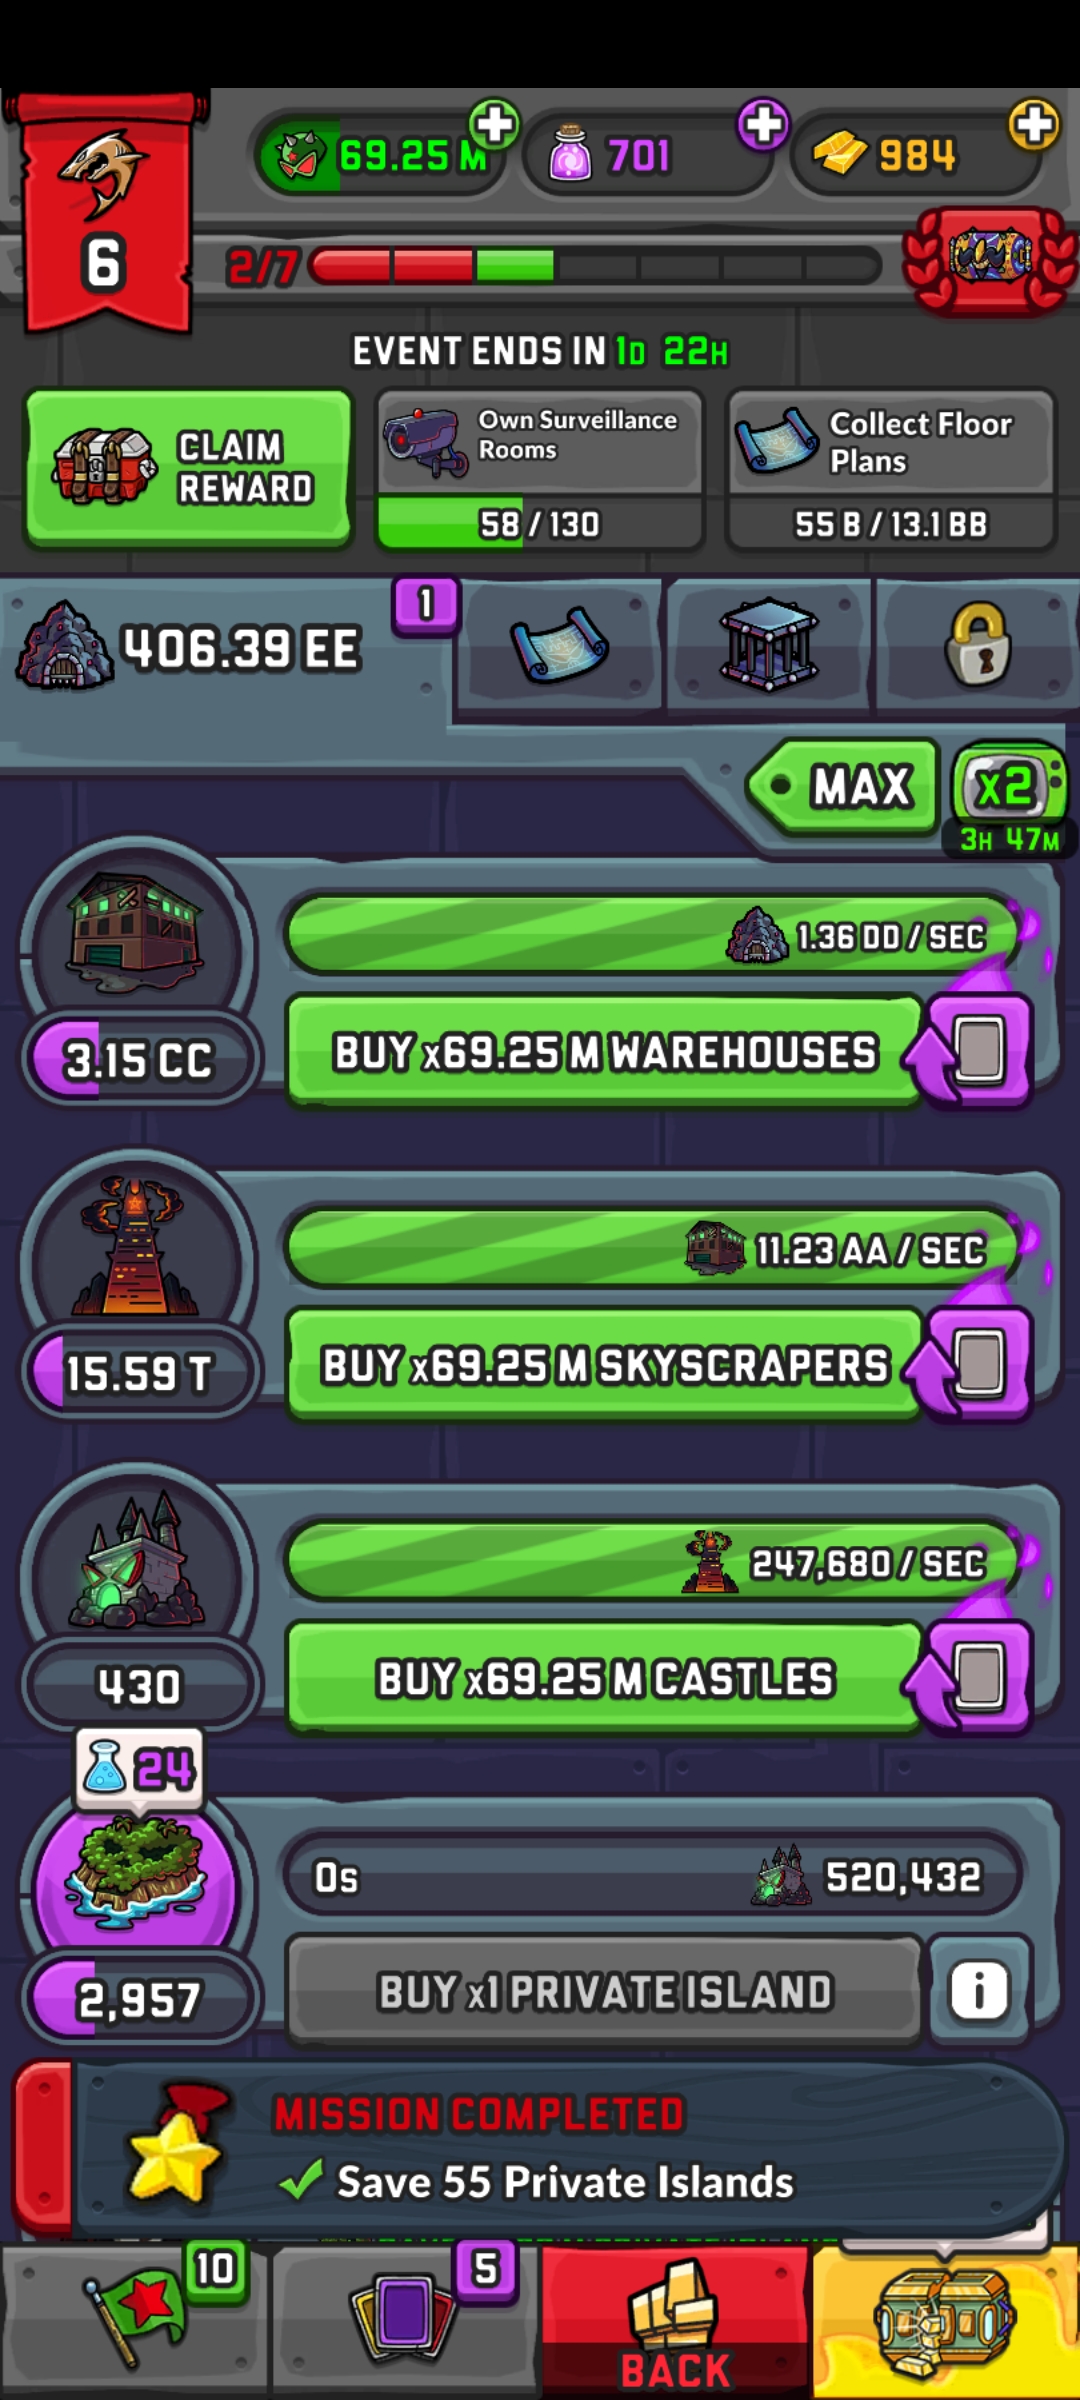 69.25 M
701
984
6
2/7
EVENT ENDS IN 1D 22H
CLAIM
REWARD
Own Surveillance
Rooms
58 / 130
Collect Floor
Plans
55 B / 13.1 BB
406.39 EE
1
MAX
x2
3H 47M
1.36 DD / SEC
3.15 CC
BUY x69.25 M WAREHOUSES
11.23 AA / SEC
15.59 T
BUY x69.25 M SKYSCRAPERS
247,680 / SEC
430
BUY x69.25 M CASTLES
24
0s
520,432
2,957
BUY x1 PRIVATE ISLAND
i
MISSION COMPLETED
Save 55 Private Islands
10
5
BACK